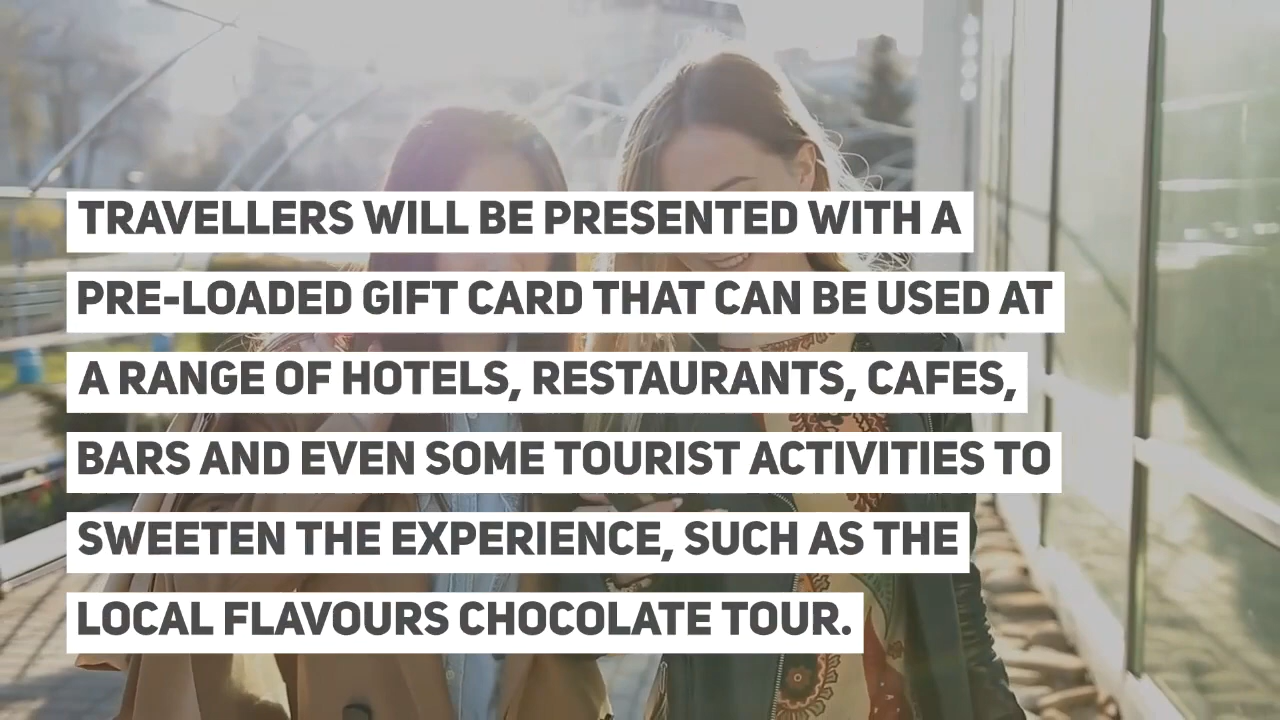 TRAVELLERS WILL BE PRESENTED WITH A
PRE-LOADED GIFT CARD THAT CAN BE USED AT
A RANGE OF HOTELS, RESTAURANTS, CAFES,
BARS AND EVEN SOME TOURIST ACTIVITIES TO
SWEETEN THE EXPERIENCE, SUCH AS THE
LOCAL FLAVOURS CHOCOLATE TOUR.